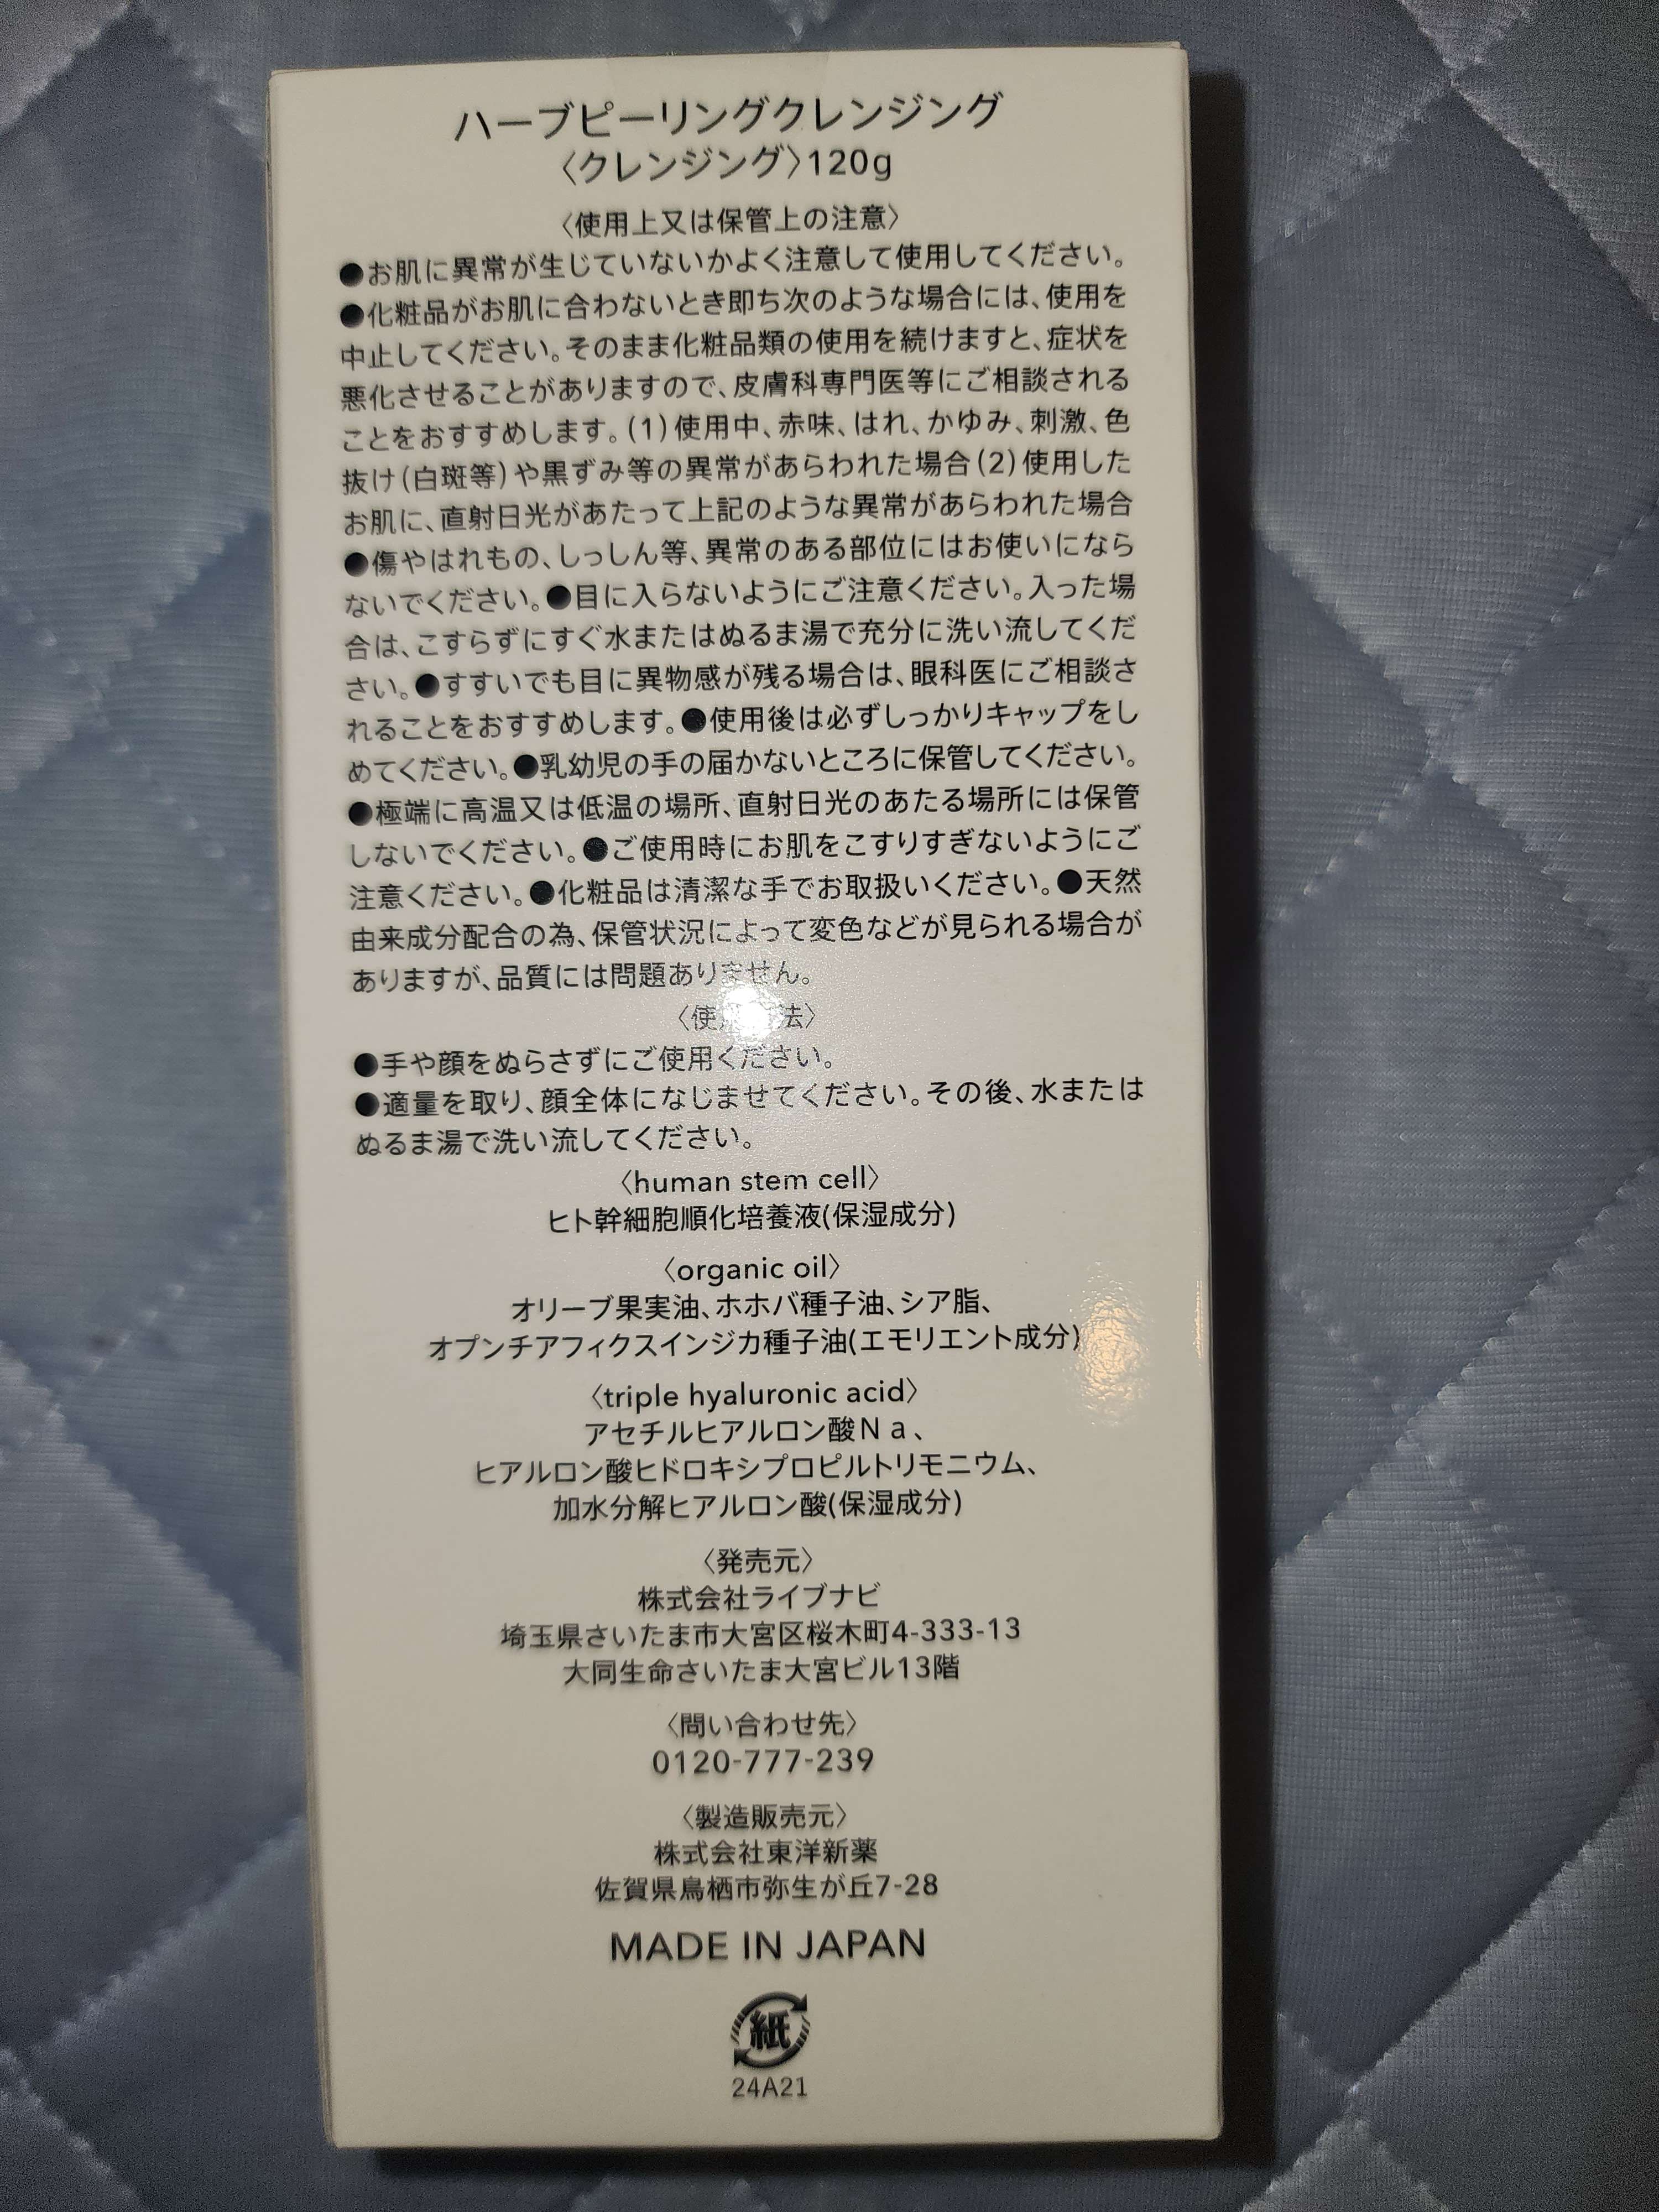 ハーブピーリングクレンジング
〈クレンジング〉120g
〈使用上又は保管上の注意〉
●お肌に異常が生じていないかよく注意して使用してください。
●化粧品がお肌に合わないとき即ち次のような場合には、使用を
中止してください。そのまま化粧品類の使用を続けますと、症状を
悪化させることがありますので、皮膚科専門医等にご相談される
ことをおすすめします。(1)使用中、赤味、はれ、かゆみ、刺激、色
抜け(白斑等)や黒ずみ等の異常があらわれた場合(2)使用した
お肌に、直射日光があたって上記のような異常があらわれた場合
●傷やはれもの、しっしん等、異常のある部位にはお使いになら
ないでください。●目に入らないようにご注意ください。入った場
合は、こすらずにすぐ水またはぬるま湯で充分に洗い流してくだ
さい。●すすいでも目に異物感が残る場合は、眼科医にご相談さ
れることをおすすめします。●使用後は必ずしっかりキャップをし
めてください。●乳幼児の手の届かないところに保管してください。
●極端に高温又は低温の場所、直射日光のあたる場所には保管
しないでください。●ご使用時にお肌をこすりすぎないようにご
注意ください。●化粧品は清潔な手でお取扱いください。●天然
由来成分配合の為、保管状況によって変色などが見られる場合が
ありますが、品質には問題ありません。
〈使用方法〉
●手や顔をぬらさずにご使用ください。
●適量を取り、顔全体になじませてください。その後、水または
ぬるま湯で洗い流してください。
〈human stem cell〉
ヒト幹細胞順化培養液(保湿成分)
〈organic oil〉
オリーブ果実油、ホホバ種子油、シア脂、
オプンチアフィクスインジカ種子油(エモリエント成分)
〈triple hyaluronic acid〉
アセチルヒアルロン酸Ｎａ、
ヒアルロン酸ヒドロキシプロピルトリモニウム、
加水分解ヒアルロン酸(保湿成分)
〈発売元〉
株式会社ライブナビ
埼玉県さいたま市大宮区桜木町4-333-13
大同生命さいたま大宮ビル13階
〈問い合わせ先〉
0120-777-239
〈製造販売元〉
株式会社東洋新薬
佐賀県鳥栖市弥生が丘7-28
MADE IN JAPAN
紙
24A21